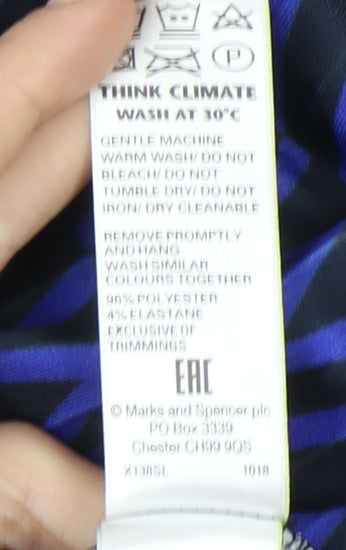 THINK CLIMATE
WASH AT 30°C
GENTLE MACHINE
WARM WASH/ DO NOT
BLEACH/ DO NOT
TUMBLE DRY/ DO NOT
IRON/ DRY CLEANABLE
REMOVE PROMPTLY
AND HANG
WASH SIMILAR
COLOURS TOGETHER
96% POLYESTER
4% ELASTANE
EXCLUSIVE OF
TRIMMINGS
EAC
© Marks and Spencer plc
PO Box 3339
Chester CH99 9QS
X138SL 1018